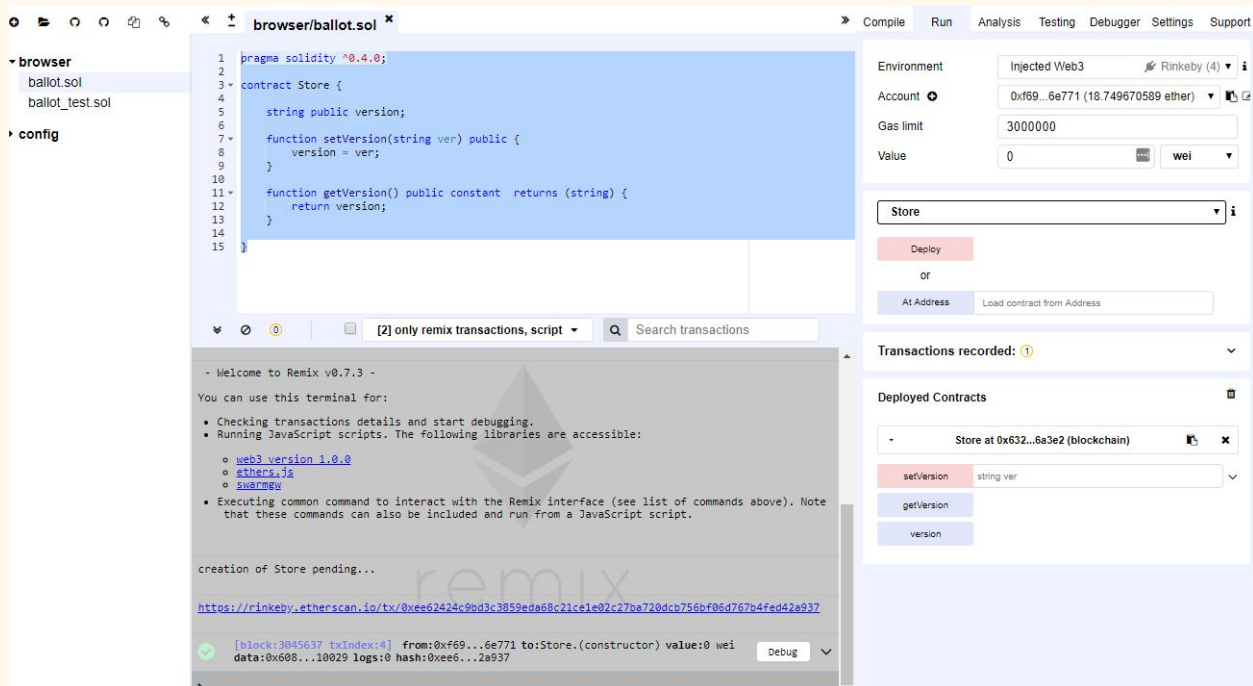 browser/ballot.sol
Compile Run Analysis Testing Debugger Settings Support
browser
ballot.sol
ballot_test.sol
config
1 pragma solidity ^0.4.0;
2
3 contract Store {
4
5 string public version;
6
7 function setVersion(string ver) public {
8 version = ver;
9 }
10
11 function getVersion() public constant returns (string) {
12 return version;
13 }
14
15 }
0
[2] only remix transactions, script
Search transactions
- Welcome to Remix v0.7.3 -
You can use this terminal for:
• Checking transactions details and start debugging.
• Running JavaScript scripts. The following libraries are accessible:
web3 version 1.0.0
ethers.js
swarmgw
• Executing common command to interact with the Remix interface (see list of commands above). Note
that these commands can also be included and run from a JavaScript script.
remix
creation of Store pending...
https://rinkeby.etherscan.io/tx/0xee62424c9bd3c3859eda68c21ce1e02c27ba720dcb756bf06d767b4fed42a937
[block:3045637 txIndex:4] from:0xf69...6e771 to:Store.(constructor) value:0 wei
data:0x608...10029 logs:0 hash:0xee6...2a937
Debug
Environment Injected Web3 Rinkeby (4) i
Account 0xf69...6e771 (18.749670589 ether)
Gas limit 3000000
Value 0 wei
Store i
Deploy
or
At Address Load contract from Address
Transactions recorded: 1
Deployed Contracts
- Store at 0x632...6a3e2 (blockchain)
setVersion string ver
getVersion
version